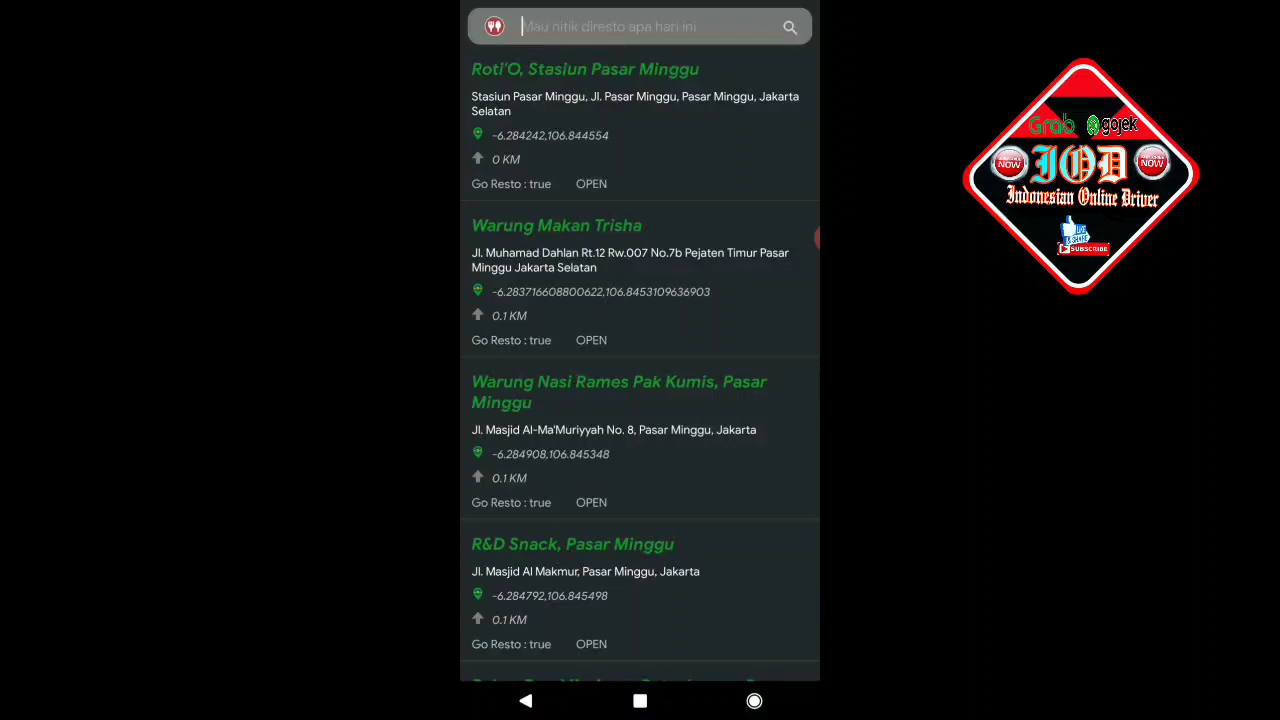 Mau nitik diresto apa hari ini
Roti'O, Stasiun Pasar Minggu
Stasiun Pasar Minggu, Jl. Pasar Minggu, Pasar Minggu, Jakarta
Selatan
-6.284242,106.844554
0 KM
Go Resto : true OPEN
Warung Makan Trisha
Jl. Muhamad Dahlan Rt.12 Rw.007 No.7b Pejaten Timur Pasar
Minggu Jakarta Selatan
-6.283716608800622,106.8453109636903
0.1 KM
Go Resto : true OPEN
Warung Nasi Rames Pak Kumis, Pasar
Minggu
Jl. Masjid Al-Ma'Muriyyah No. 8, Pasar Minggu, Jakarta
-6.284908,106.845348
0.1 KM
Go Resto : true OPEN
R&D Snack, Pasar Minggu
Jl. Masjid Al Makmur, Pasar Minggu, Jakarta
-6.284792,106.845498
0.1 KM
Go Resto : true OPEN
Grab gojek
NOW IOD NOW
Indonesian Online Driver
SUBSCRIBE